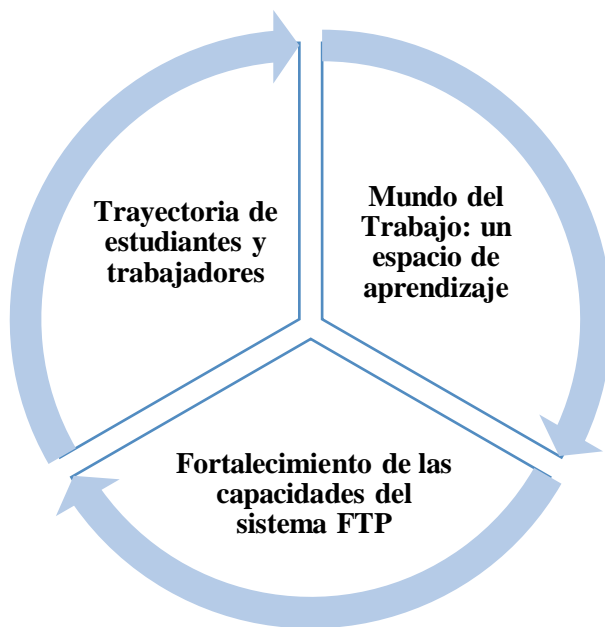 Trayectoria de
estudiantes y
trabajadores
Mundo del
Trabajo: un
espacio de
aprendizaje
Fortalecimiento de las
capacidades del
sistema FTP